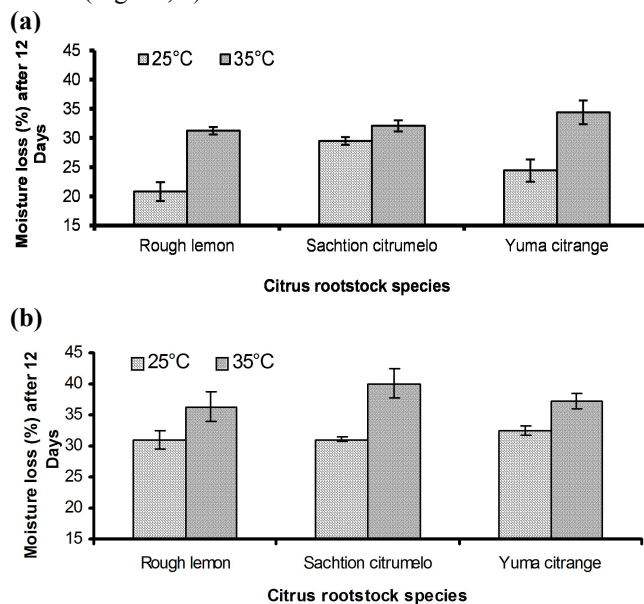 (a)
45
40
35
30
25
20
15
Moisture loss (%) after 12
Days
25°C 35°C
Rough lemon Sachtion citrumelo Yuma citrange
Citrus rootstock species
(b)
45
40
35
30
25
20
15
Moisture loss (%) after 12
Days
25°C 35°C
Rough lemon Sachtion citrumelo Yuma citrange
Citrus rootstock species